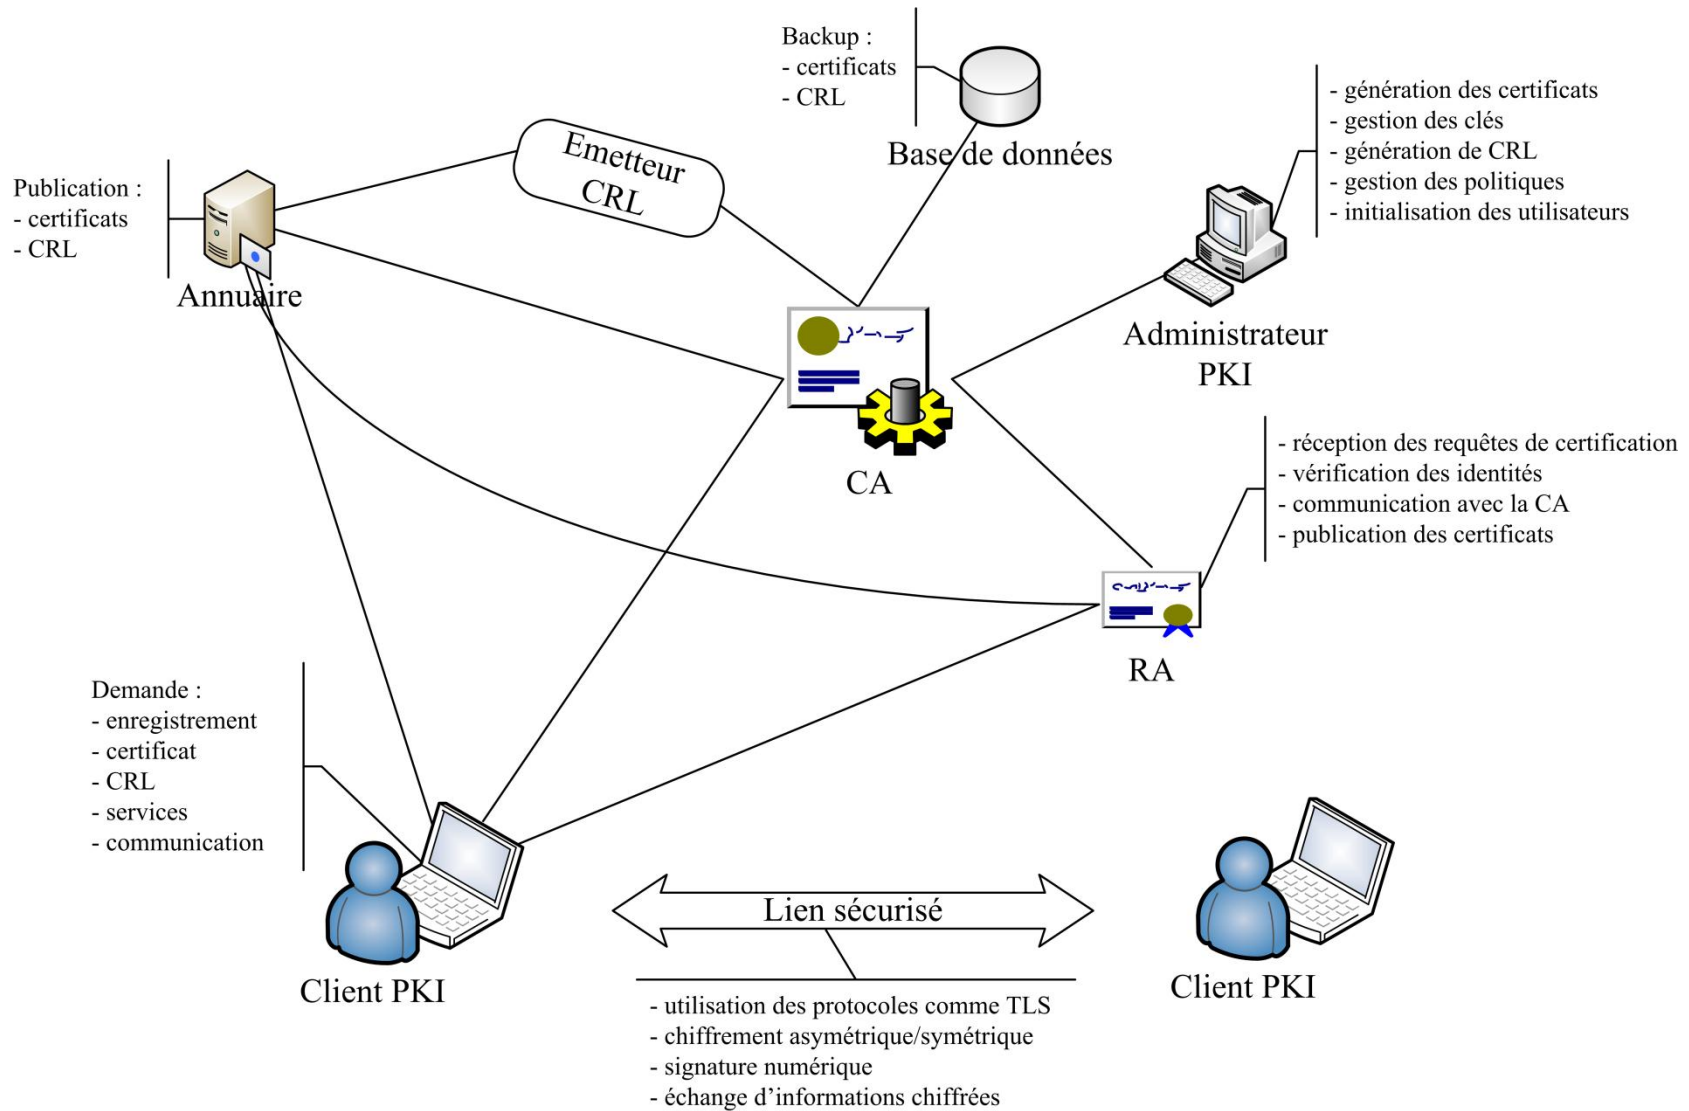 Backup :
- certificats
- CRL
Base de données
- génération des certificats
- gestion des clés
- génération de CRL
- gestion des politiques
- initialisation des utilisateurs
Emetteur
CRL
Publication :
- certificats
- CRL
Annuaire
Administrateur
PKI
CA
- réception des requêtes de certification
- vérification des identités
- communication avec la CA
- publication des certificats
RA
Demande :
- enregistrement
- certificat
- CRL
- services
- communication
Client PKI
Lien sécurisé
Client PKI
- utilisation des protocoles comme TLS
- chiffrement asymétrique/symétrique
- signature numérique
- échange d’informations chiffrées